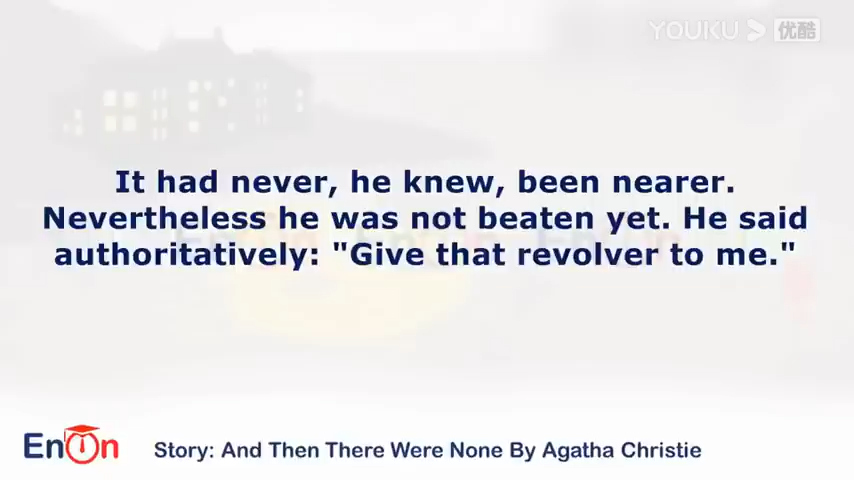 YOUKU 优酷
It had never, he knew, been nearer.
Nevertheless he was not beaten yet. He said
authoritatively: "Give that revolver to me."
EnOn
Story: And Then There Were None By Agatha Christie